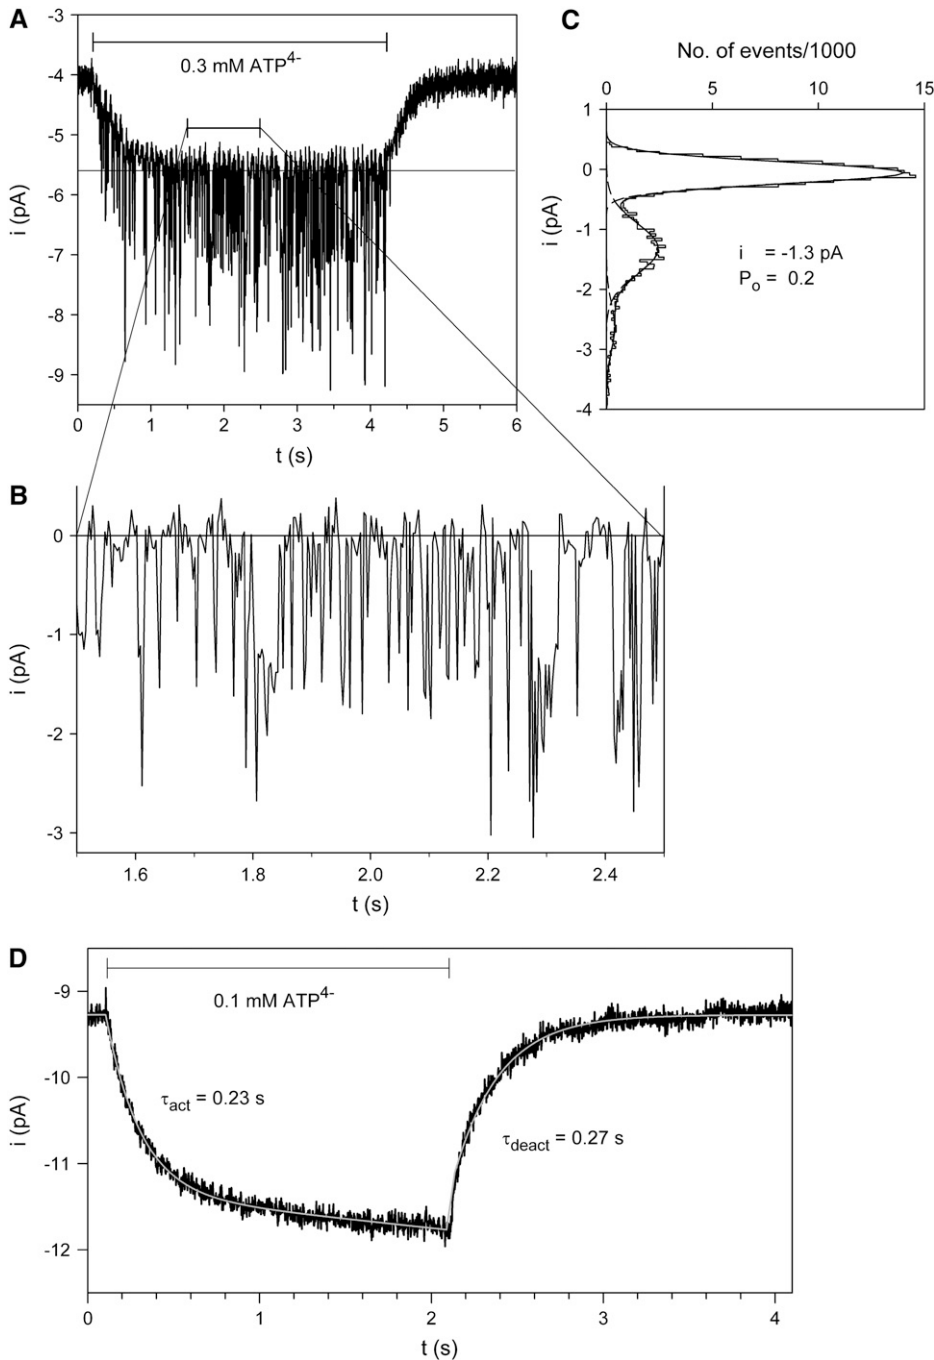 A
-3
-4
-5
-6
-7
-8
-9
i (pA)
0.3 mM ATP4-
0 1 2 3 4 5 6
t (s)
C
No. of events/1000
0 5 10 15
1
0
-1
-2
-3
-4
i (pA)
i = -1.3 pA
Po = 0.2
B
0
-1
-2
-3
i (pA)
1.6 1.8 2.0 2.2 2.4
t (s)
D
-9
-10
-11
-12
i (pA)
0.1 mM ATP4-
τact = 0.23 s
τdeact = 0.27 s
0 1 2 3 4
t (s)